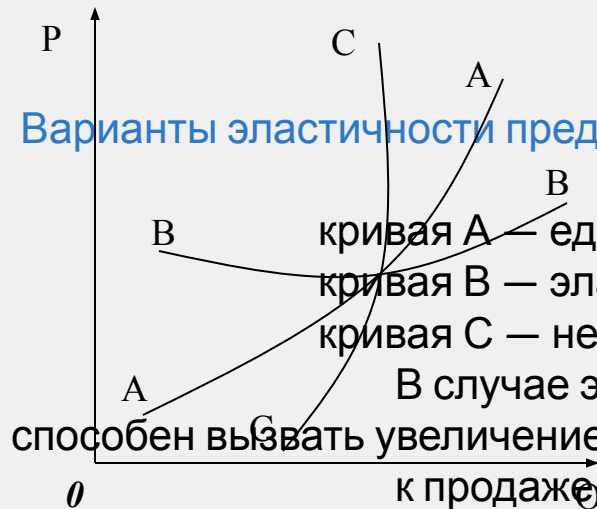 P
C
A
Варианты эластичности пред
B
B
кривая А — ед
кривая В — эла
кривая С — не
A
В случае э
способен вызвать увеличение
C
к продаже
0
Q